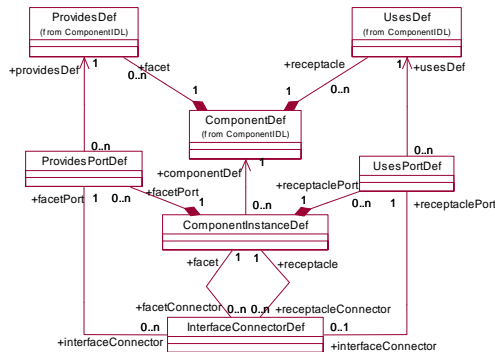 ProvidesDef
(from ComponentIDL)
UsesDef
(from ComponentIDL)
+providesDef
1
0..n
+facet
+receptacle
0..n
1
+usesDef
1
1
ComponentDef
(from ComponentIDL)
0..n
0..n
ProvidesPortDef
+componentDef
1
UsesPortDef
+facetPort
1
0..n
+facetPort
1
0..n
+receptaclePort
1
0..n
1
+receptaclePort
ComponentInstanceDef
+facet
1
1
+receptacle
+facetConnector
0..n
0..n
+receptacleConnector
0..n
InterfaceConnectorDef
0..1
+interfaceConnector
+interfaceConnector